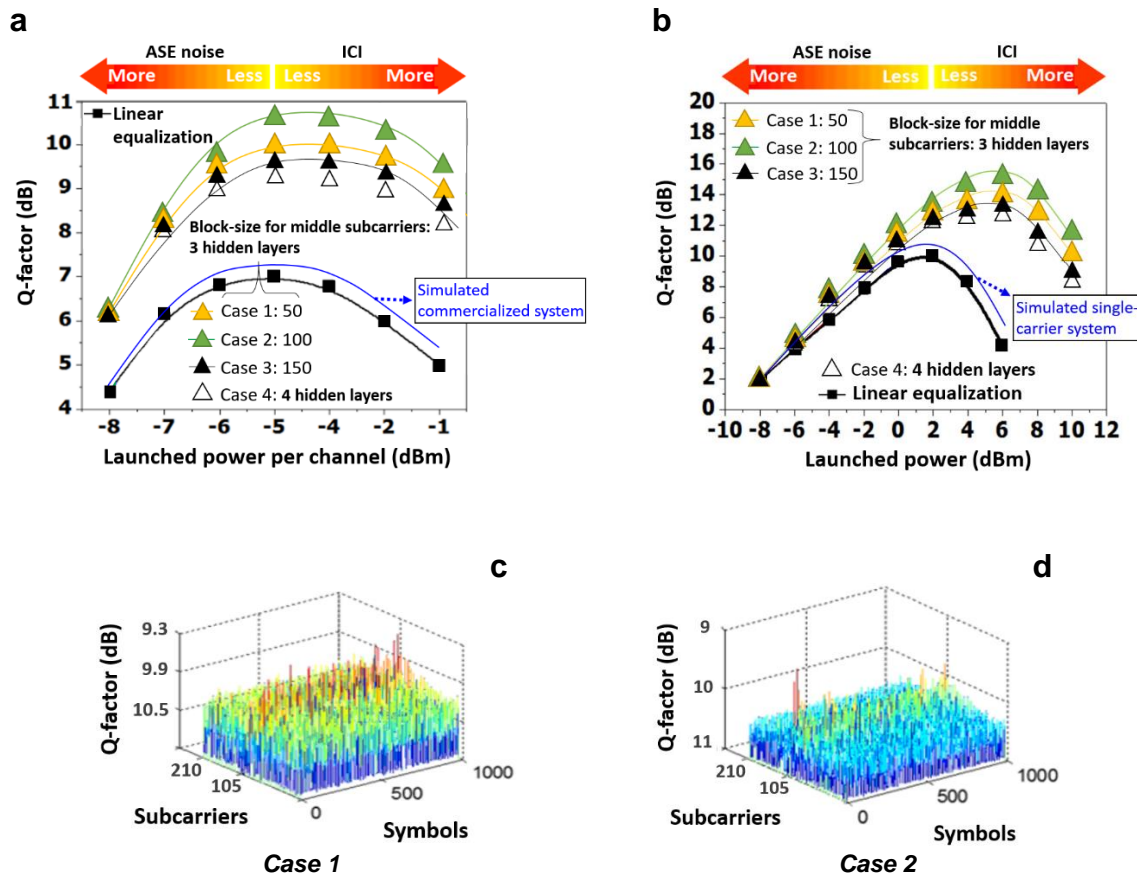 a
ASE noise
ICI
More
Less
Less
More
Linear
equalization
Q-factor (dB)
11
10
9
8
7
6
5
4
Block-size for middle subcarriers:
3 hidden layers
Case 1: 50
Case 2: 100
Case 3: 150
Case 4: 4 hidden layers
Simulated
commercialized system
-8
-7
-6
-5
-4
-2
-1
Launched power per channel (dBm)
b
ASE noise
ICI
More
Less
Less
More
Q-factor (dB)
20
18
16
14
12
10
8
6
4
2
0
Case 1: 50
Case 2: 100
Case 3: 150
Block-size for middle
subcarriers: 3 hidden layers
Simulated single-
carrier system
Case 4: 4 hidden layers
Linear equalization
-10
-8
-6
-4
-2
0
2
4
6
8
10
12
Launched power (dBm)
c
Q-factor (dB)
9.3
9.9
10.5
210
105
0
500
1000
Subcarriers
Symbols
Case 1
d
Q-factor (dB)
9
10
11
210
105
0
500
1000
Subcarriers
Symbols
Case 2